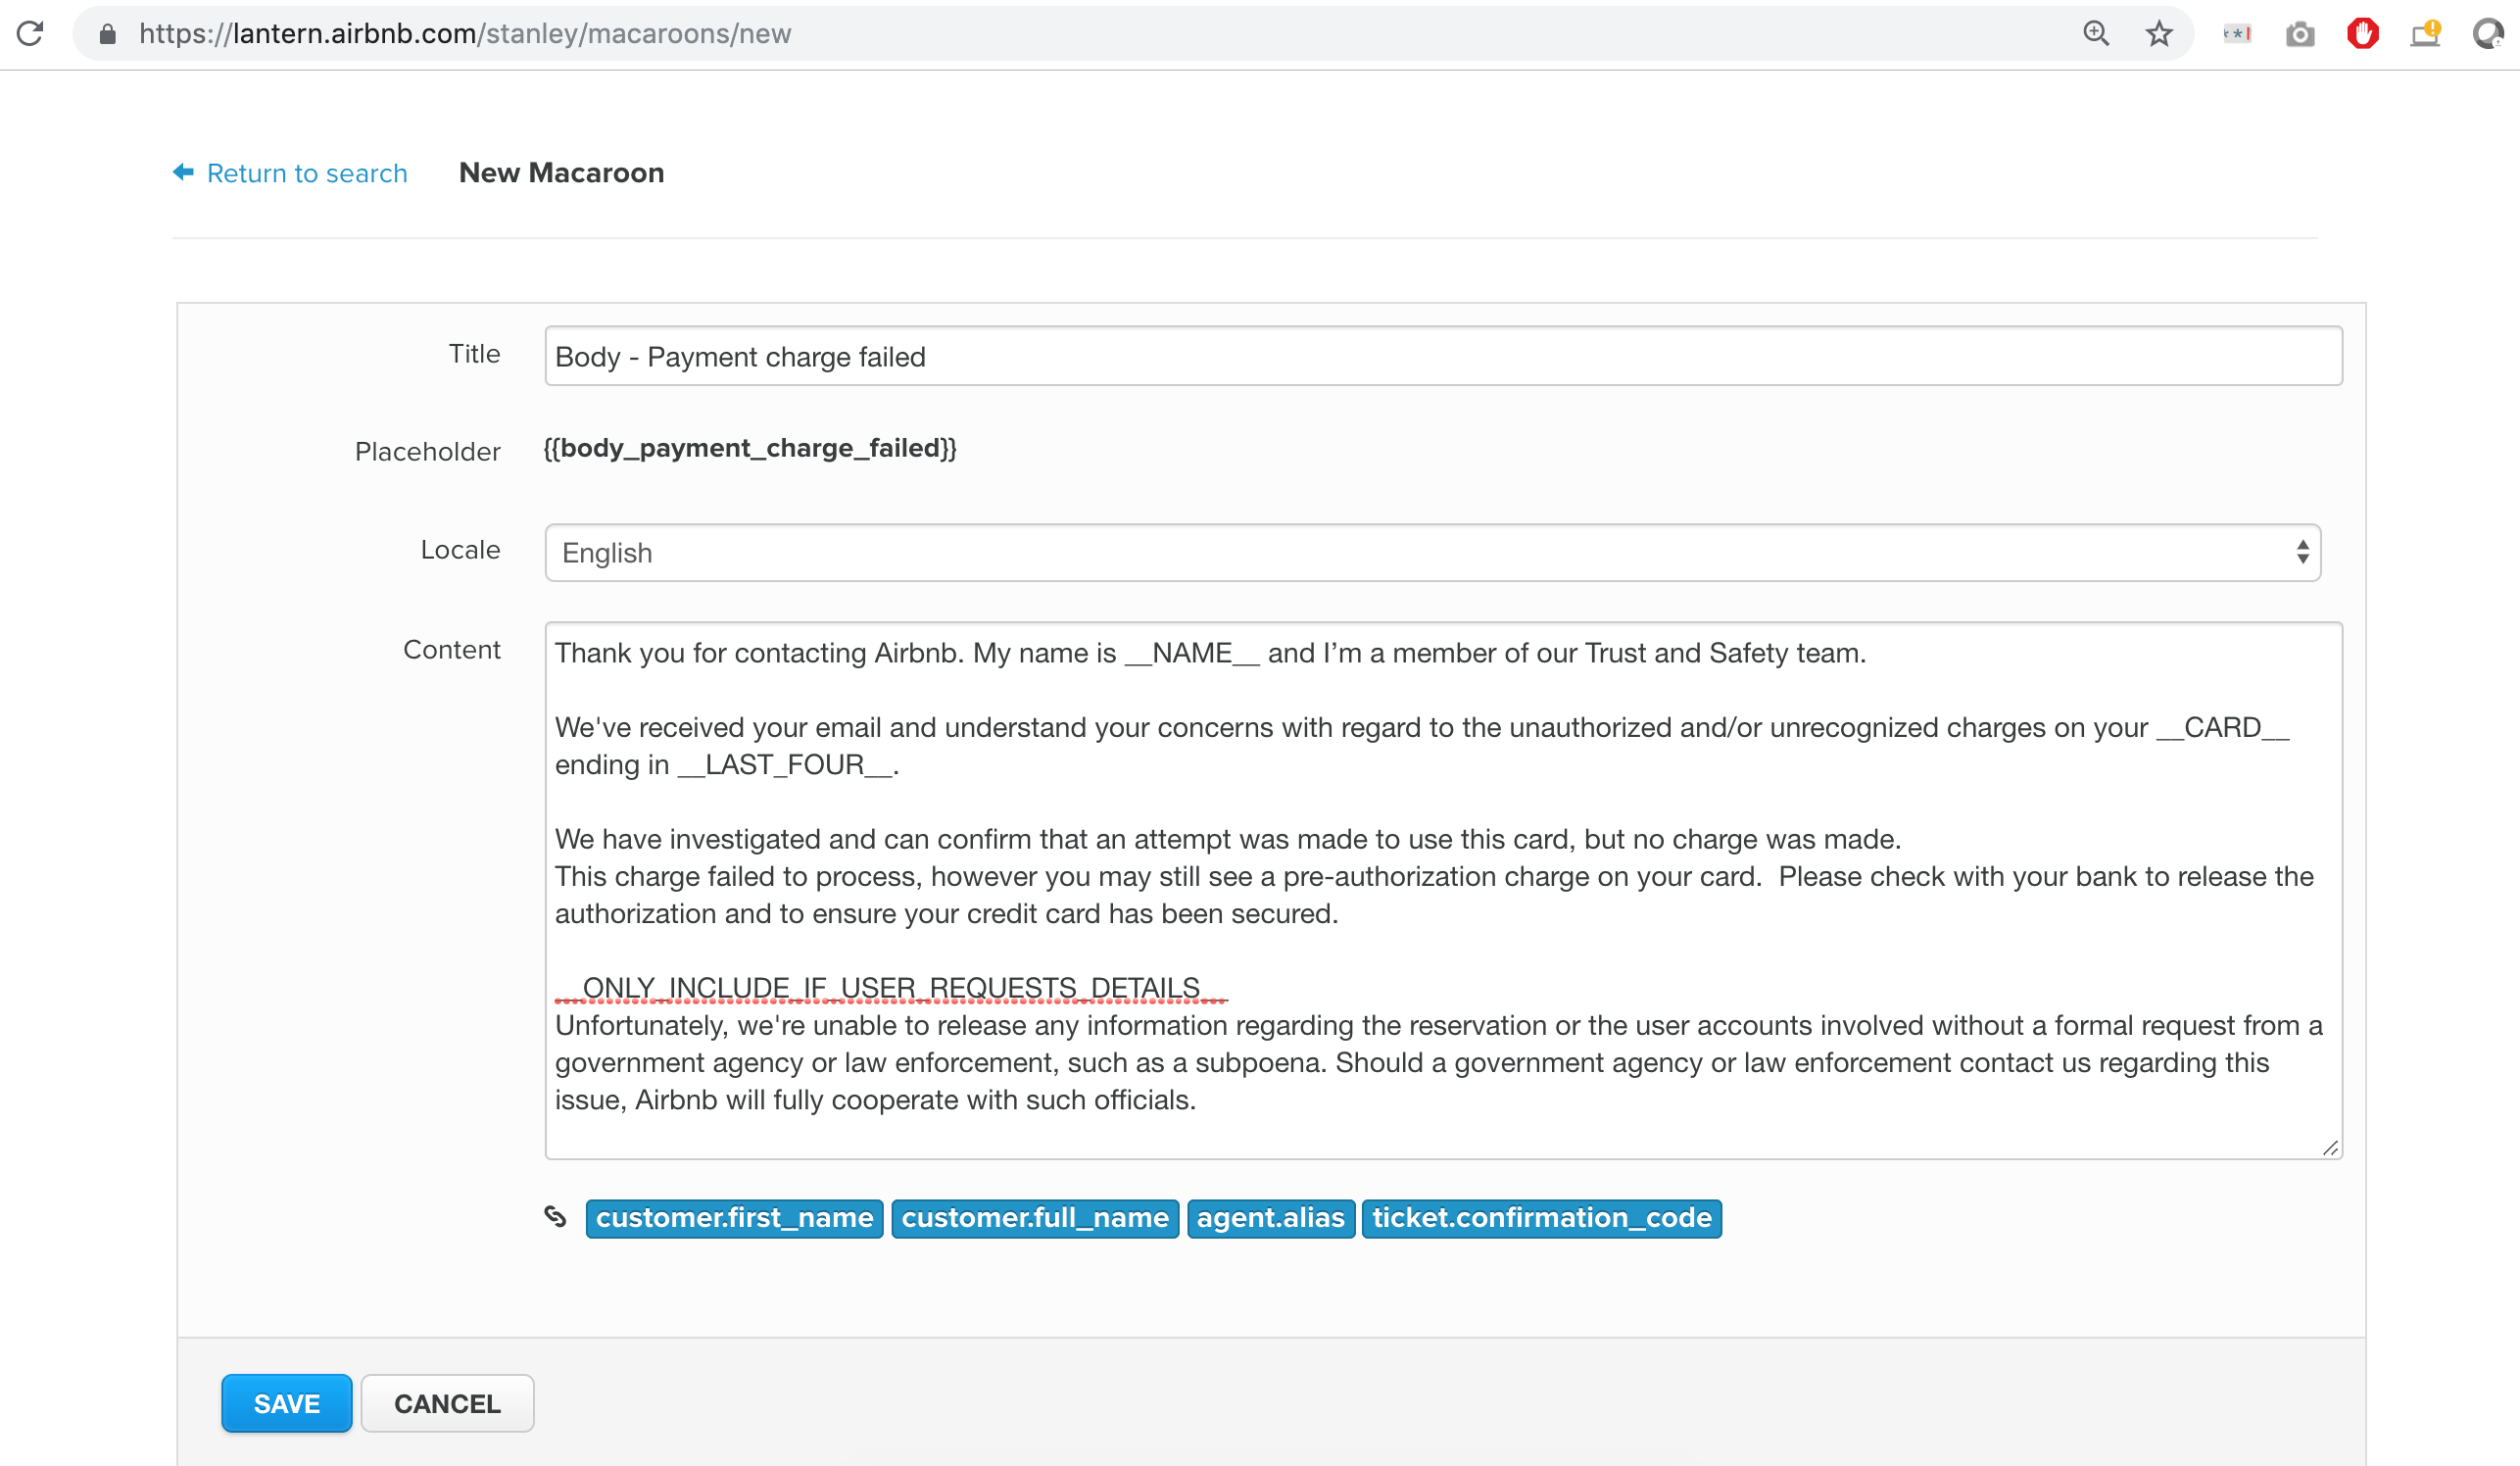 https://lantern.airbnb.com/stanley/macaroons/new
Return to search New Macaroon
Title Body - Payment charge failed
Placeholder {{body_payment_charge_failed}}
Locale English
Content Thank you for contacting Airbnb. My name is __NAME__ and I’m a member of our Trust and Safety team.
We've received your email and understand your concerns with regard to the unauthorized and/or unrecognized charges on your __CARD__
ending in __LAST_FOUR__.
We have investigated and can confirm that an attempt was made to use this card, but no charge was made.
This charge failed to process, however you may still see a pre-authorization charge on your card.  Please check with your bank to release the
authorization and to ensure your credit card has been secured.
__ONLY_INCLUDE_IF_USER_REQUESTS_DETAILS__
Unfortunately, we're unable to release any information regarding the reservation or the user accounts involved without a formal request from a
government agency or law enforcement, such as a subpoena. Should a government agency or law enforcement contact us regarding this
issue, Airbnb will fully cooperate with such officials.
customer.first_name customer.full_name agent.alias ticket.confirmation_code
SAVE CANCEL